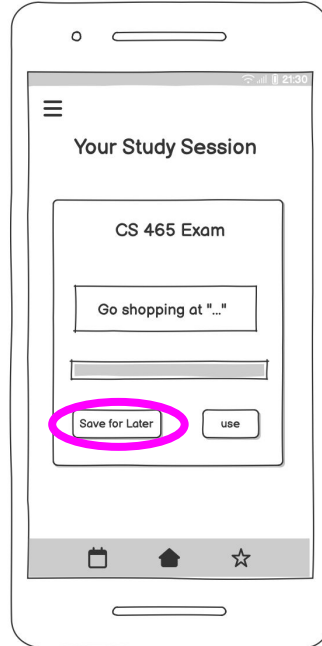 21:30
Your Study Session
CS 465 Exam
Go shopping at "..."
Save for Later
use